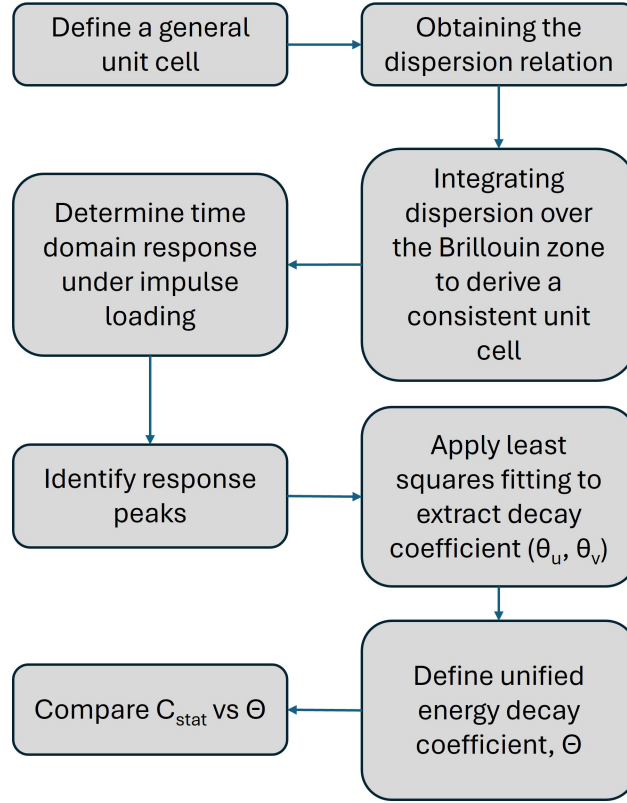 Define a general
unit cell
Obtaining the
dispersion relation
Integrating
dispersion over
the Brillouin zone
to derive a
consistent unit
cell
Determine time
domain response
under impulse
loading
Identify response
peaks
Apply least
squares fitting to
extract decay
coefficient (θᵤ, θᵥ)
Define unified
energy decay
coefficient, Θ
Compare C_stat vs Θ